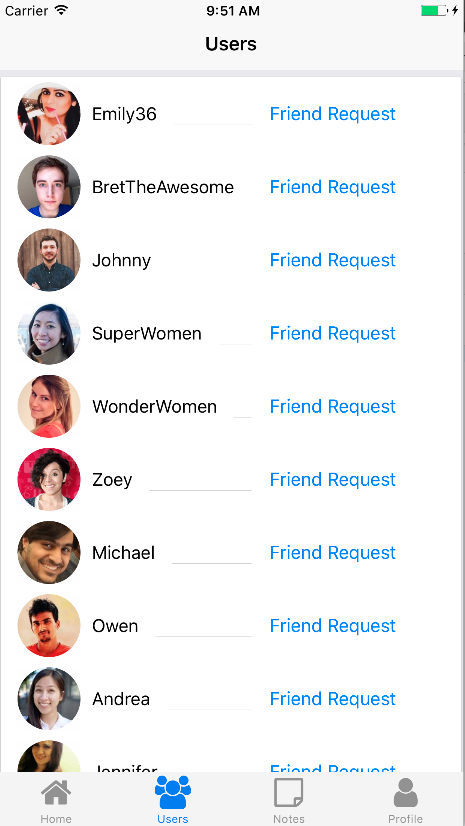 Carrier 9:51 AM
Users
Emily36 Friend Request
BretTheAwesome Friend Request
Johnny Friend Request
SuperWomen Friend Request
WonderWomen Friend Request
Zoey Friend Request
Michael Friend Request
Owen Friend Request
Andrea Friend Request
Jennifer Friend Request
Home Users Notes Profile